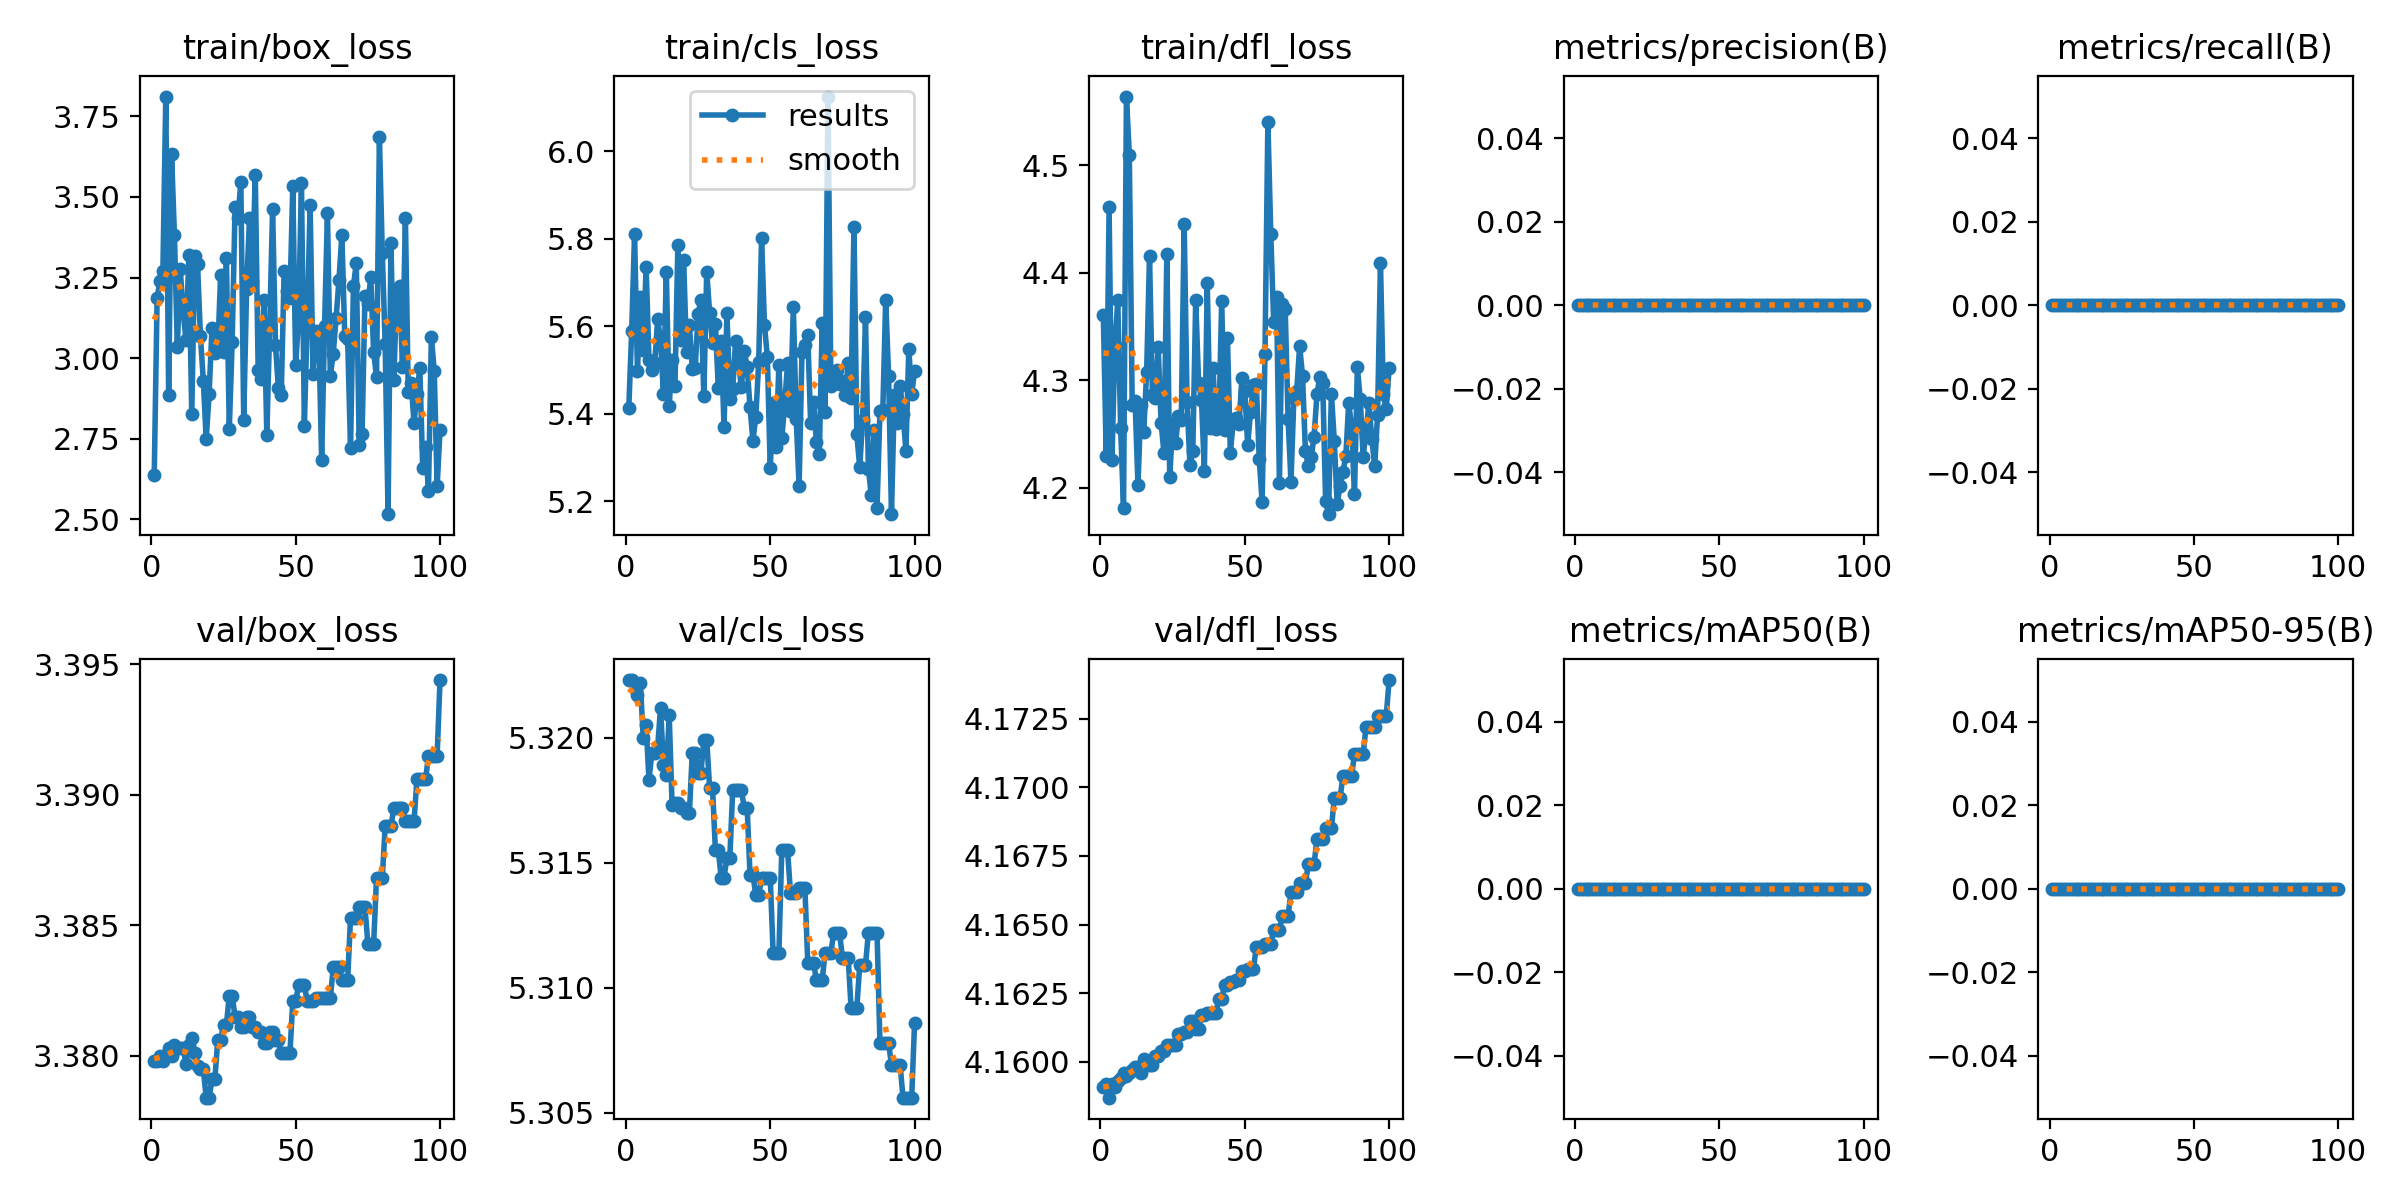 train/box_loss
3.75
3.50
3.25
3.00
2.75
2.50
0 50 100
train/cls_loss
results
smooth
6.0
5.8
5.6
5.4
5.2
0 50 100
train/dfl_loss
4.5
4.4
4.3
4.2
0 50 100
metrics/precision(B)
0.04
0.02
0.00
−0.02
−0.04
0 50 100
metrics/recall(B)
0.04
0.02
0.00
−0.02
−0.04
0 50 100
val/box_loss
3.395
3.390
3.385
3.380
0 50 100
val/cls_loss
5.320
5.315
5.310
5.305
0 50 100
val/dfl_loss
4.1725
4.1700
4.1675
4.1650
4.1625
4.1600
0 50 100
metrics/mAP50(B)
0.04
0.02
0.00
−0.02
−0.04
0 50 100
metrics/mAP50-95(B)
0.04
0.02
0.00
−0.02
−0.04
0 50 100